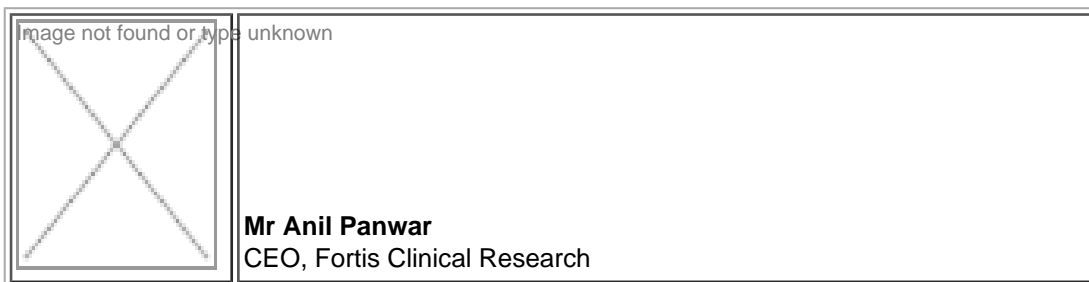 Image not found or type unknown
Mr Anil Panwar
CEO, Fortis Clinical Research